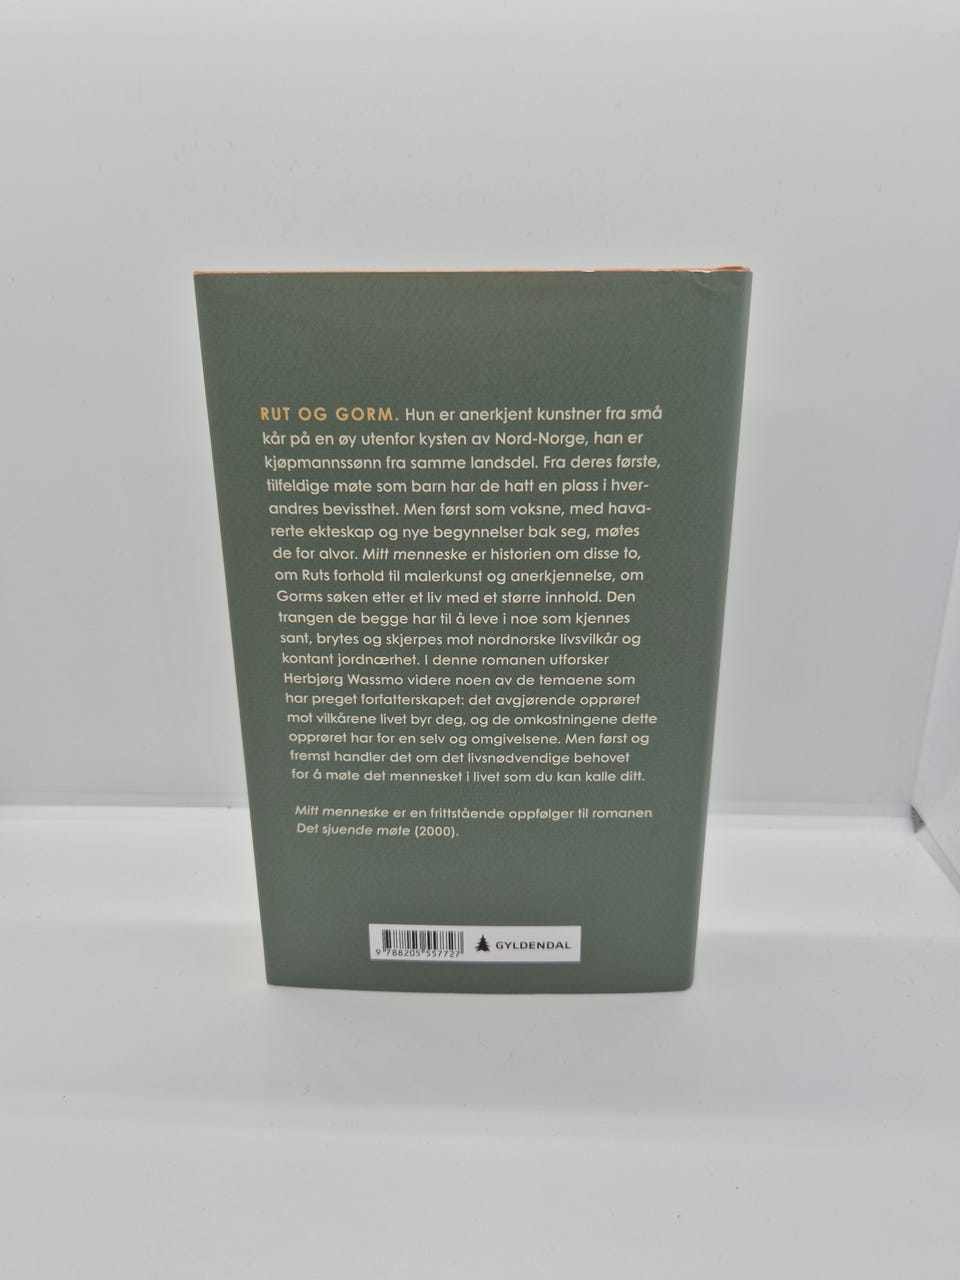 RUT OG GORM. Hun er anerkjent kunstner fra små
kår på en øy utenfor kysten av Nord-Norge, han er
kjøpmannssønn fra samme landsdel. Fra deres første,
tilfeldige møte som barn har de hatt en plass i hver-
andres bevissthet. Men først som voksne, med hava-
rerte ekteskap og nye begynnelser bak seg, møtes
de for alvor. Mitt menneske er historien om disse to,
om Ruts forhold til malerkunst og anerkjennelse, om
Gorms søken etter et liv med et større innhold. Den
trangen de begge har til å leve i noe som kjennes
sant, brytes og skjerpes mot nordnorske livsvilkår og
kontant jordnærhet. I denne romanen utforsker
Herbjørg Wassmo videre noen av de temaene som
har preget forfatterskapet: det avgjørende opprøret
mot vilkårene livet byr deg, og de omkostningene dette
opprøret har for en selv og omgivelsene. Men først og
fremst handler det om det livsnødvendige behovet
for å møte det mennesket i livet som du kan kalle ditt.
Mitt menneske er en frittstående oppfølger til romanen
Det sjuende møte (2000).
9 788205 557727
GYLDENDAL